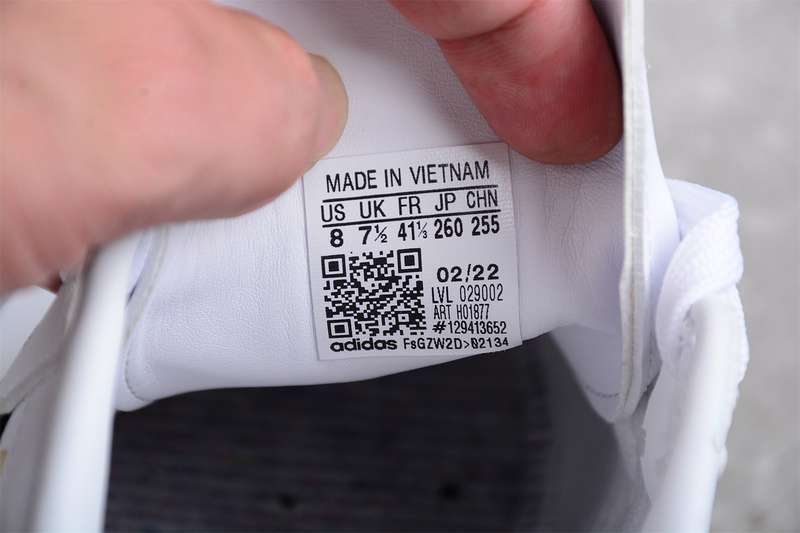 MADE IN VIETNAM
US UK FR JP CHN
8 7½ 41⅓ 260 255
02/22
LVL 029002
ART H01877
#129413652
adidas FsGZW2D>02134